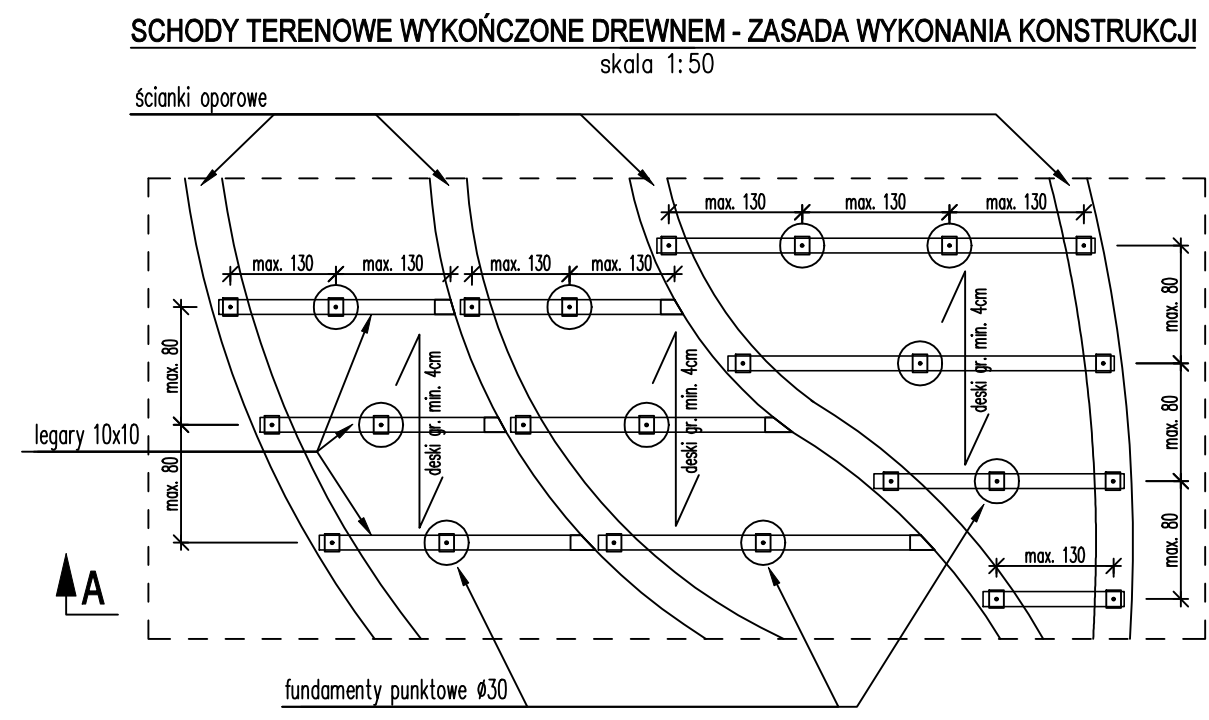 SCHODY TERENOWE WYKOŃCZONE DREWNEM - ZASADA WYKONANIA KONSTRUKCJI
skala 1:50
ścianki oporowe
max. 130
max. 130
max. 130
max. 130
max. 130
max. 130
max. 130
max. 80
max. 80
deski gr. min. 4cm
deski gr. min. 4cm
deski gr. min. 4cm
max. 80
max. 80
max. 80
legary 10x10
max. 130
A
fundamenty punktowe ø30